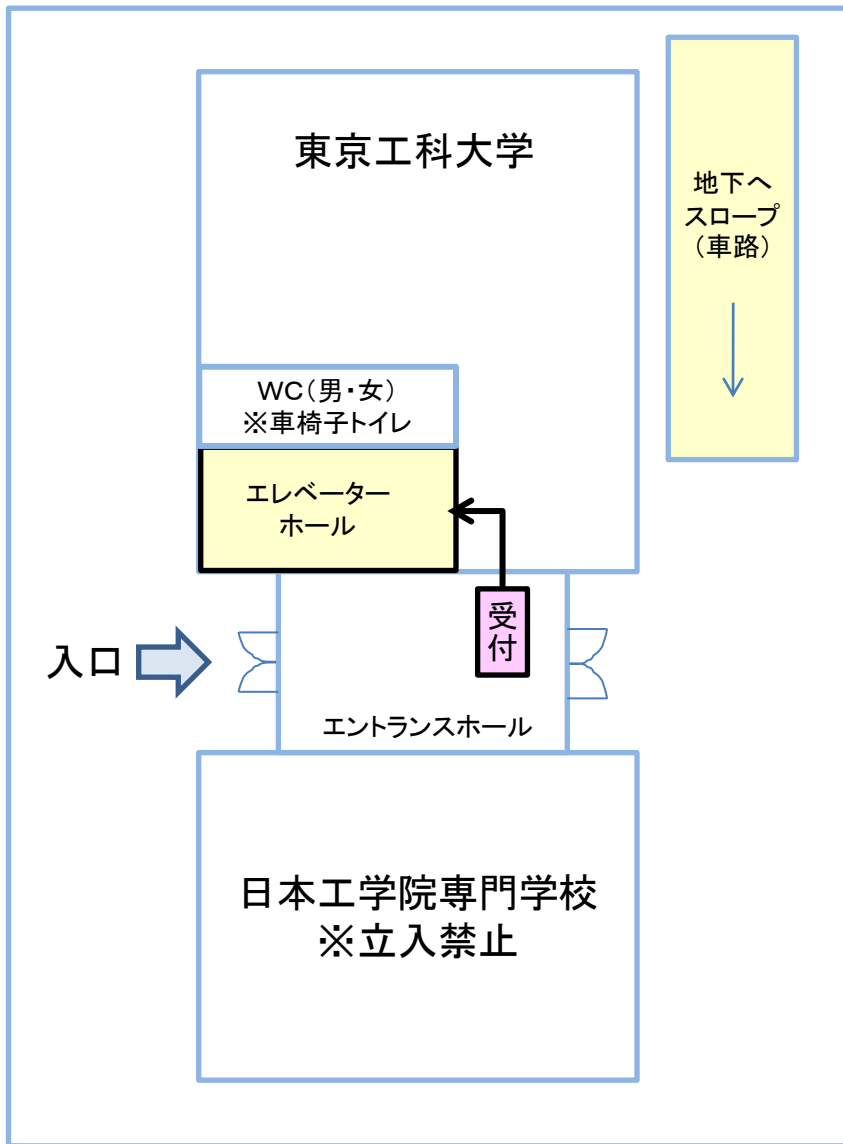 東京工科大学
地下へ
スロープ
（車路）
WC（男・女）
※車椅子トイレ
エレベーター
ホール
受付
入口
エントランスホール
日本工学院専門学校
※立入禁止